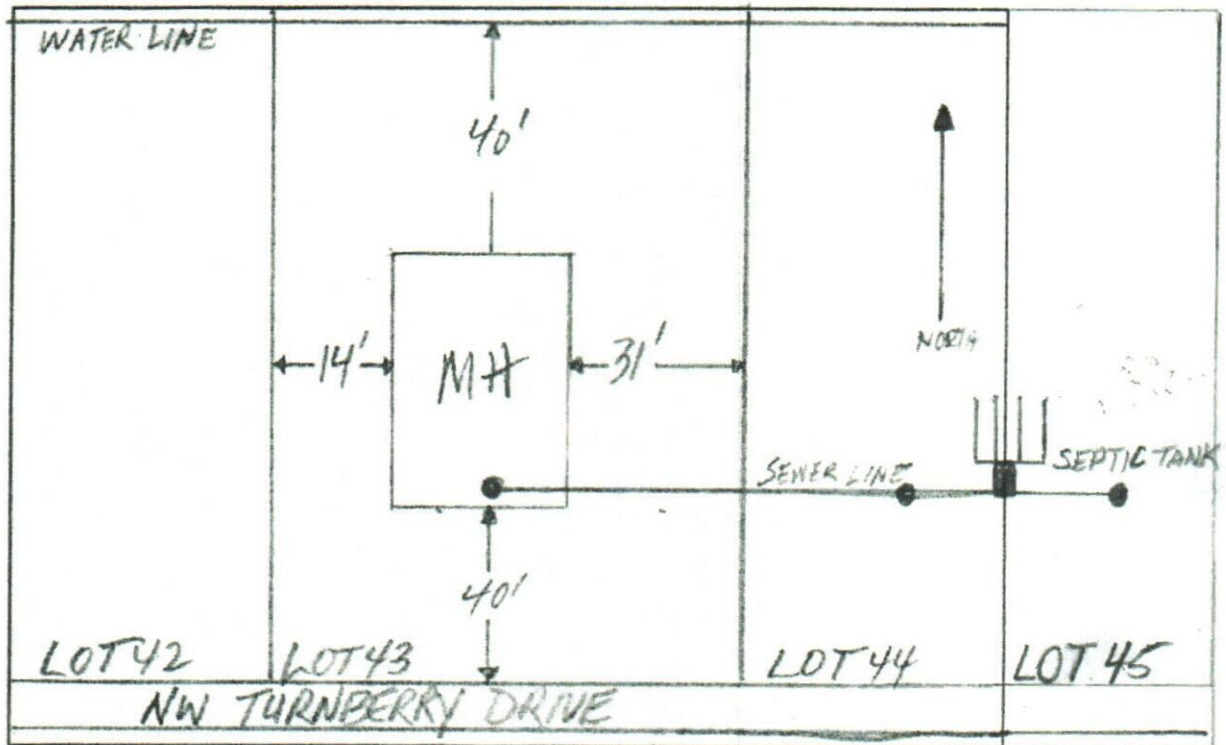 WATER LINE
40'
14'
MH
31'
NORTH
SEWER LINE
SEPTIC TANK
40'
LOT 42
LOT 43
LOT 44
LOT 45
NW TURNBERRY DRIVE